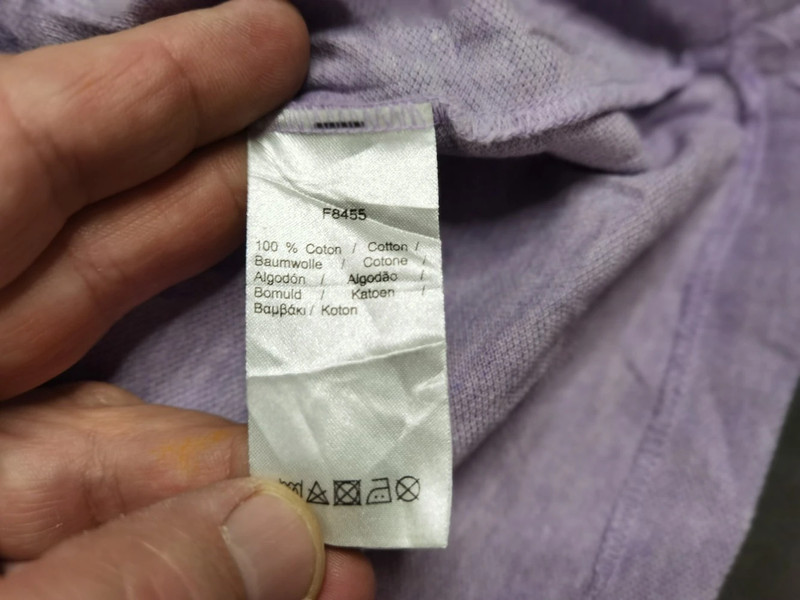 F8455
100 % Coton / Cotton /
Baumwolle / Cotone /
Algodón / Algodão /
Bomuld / Katoen /
Βαμβάκι / Koton